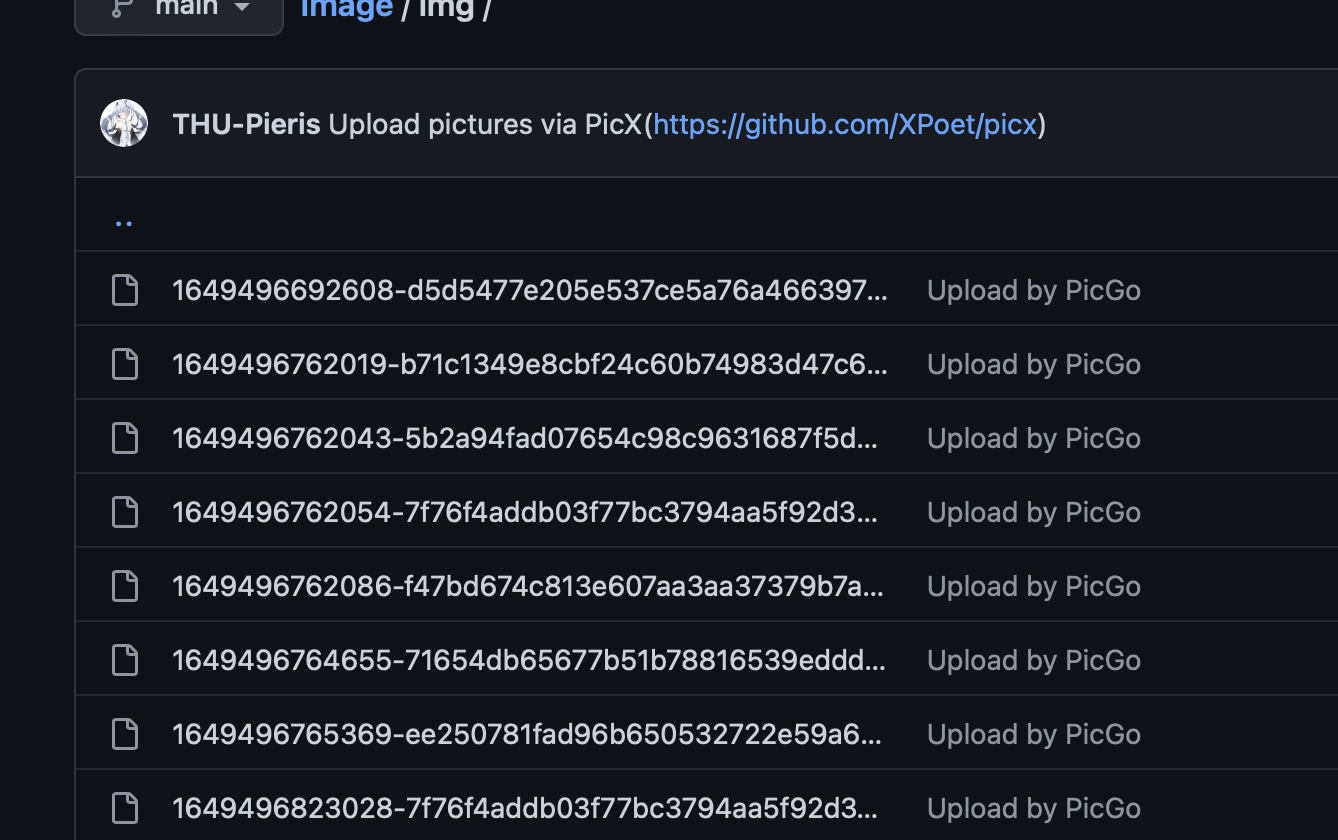 main Image / img /
THU-Pieris Upload pictures via PicX(https://github.com/XPoet/picx)
..
1649496692608-d5d5477e205e537ce5a76a466397... Upload by PicGo
1649496762019-b71c1349e8cbf24c60b74983d47c6... Upload by PicGo
1649496762043-5b2a94fad07654c98c9631687f5d... Upload by PicGo
1649496762054-7f76f4addb03f77bc3794aa5f92d3... Upload by PicGo
1649496762086-f47bd674c813e607aa3aa37379b7a... Upload by PicGo
1649496764655-71654db65677b51b78816539eddd... Upload by PicGo
1649496765369-ee250781fad96b650532722e59a6... Upload by PicGo
1649496823028-7f76f4addb03f77bc3794aa5f92d3... Upload by PicGo